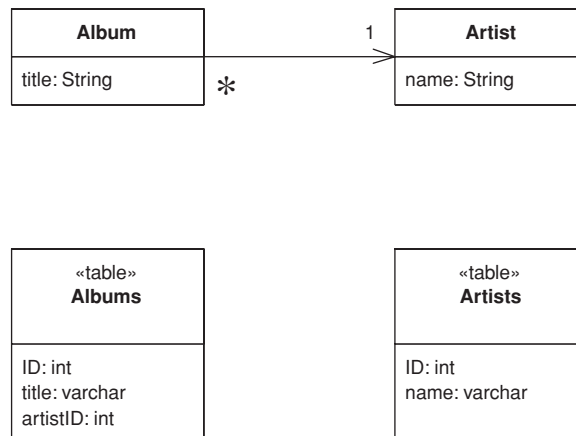 Album
title: String
*
1
Artist
name: String
«table»
Albums
ID: int
title: varchar
artistID: int
«table»
Artists
ID: int
name: varchar